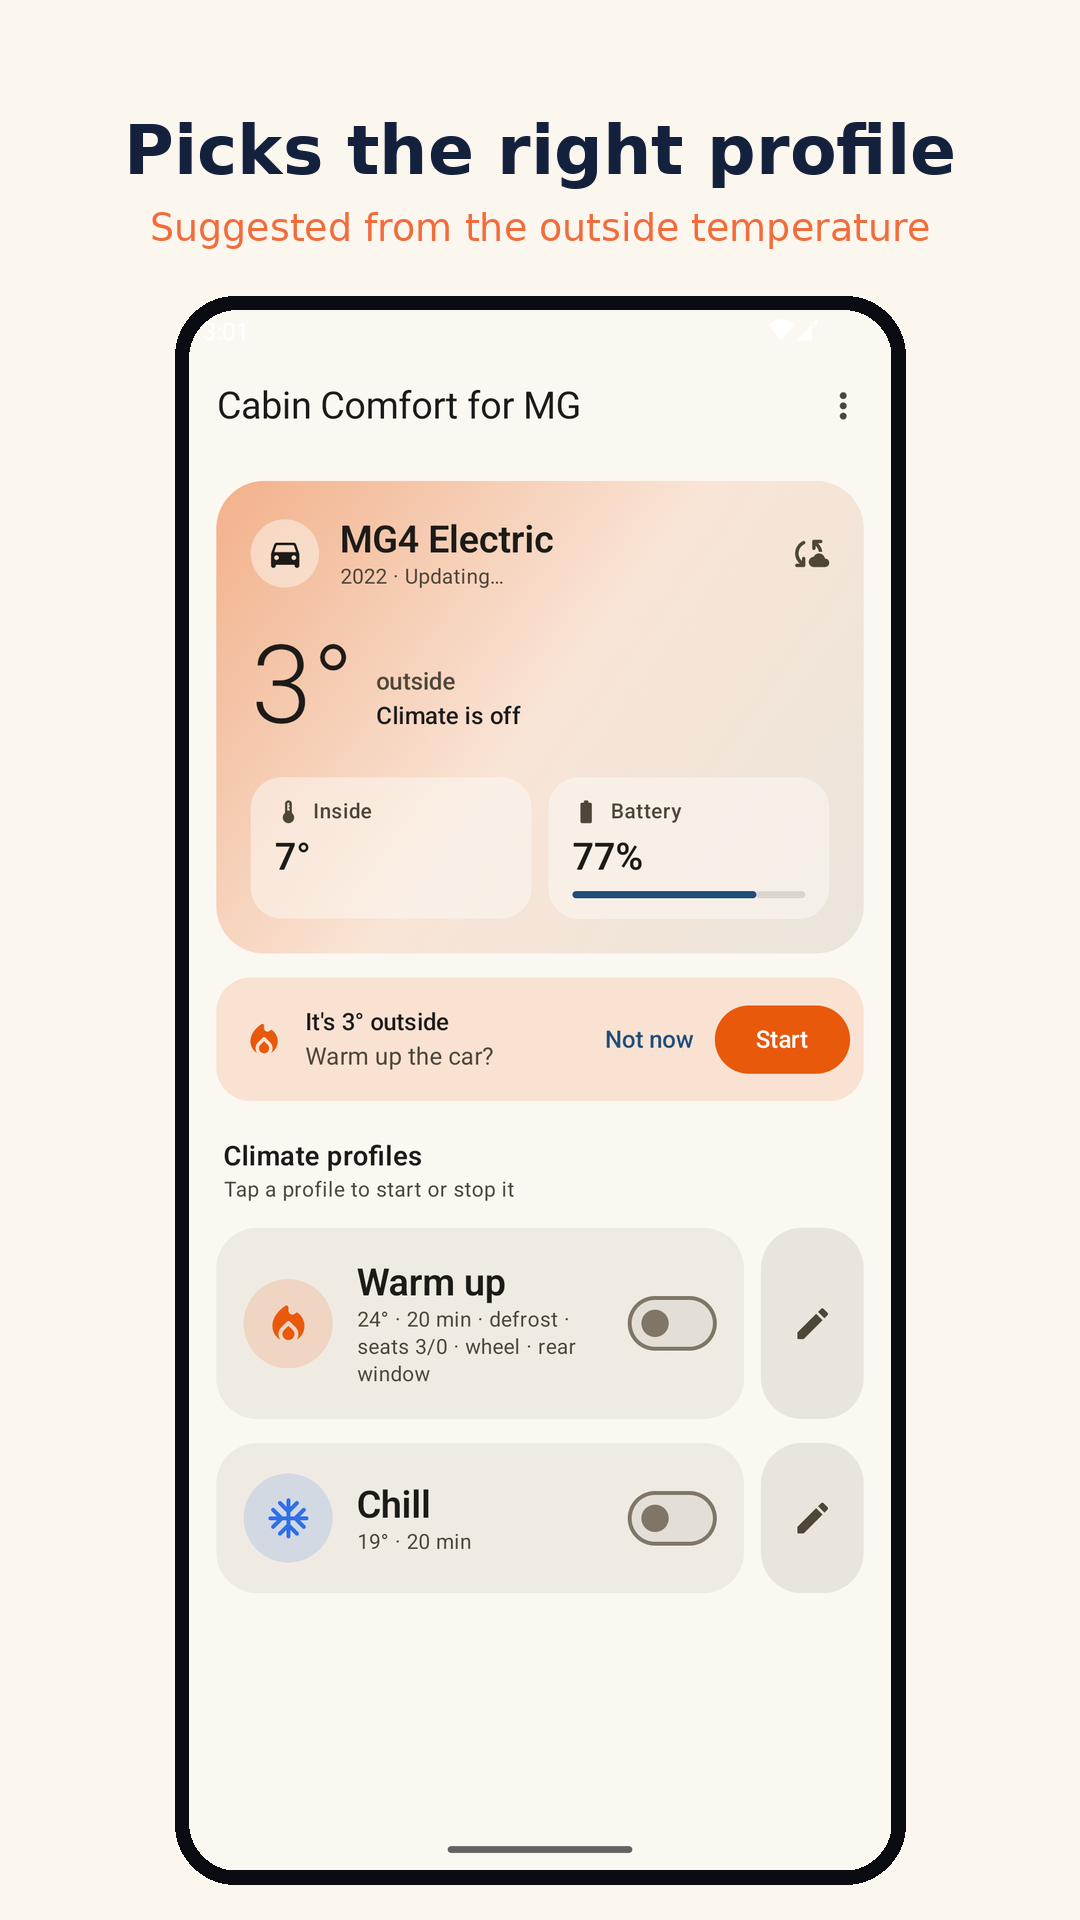 Picks the right profile
Suggested from the outside temperature
3:01
Cabin Comfort for MG
MG4 Electric
2022 · Updating…
3°
outside
Climate is off
Inside
7°
Battery
77%
It's 3° outside
Warm up the car?
Not now
Start
Climate profiles
Tap a profile to start or stop it
Warm up
24° · 20 min · defrost ·
seats 3/0 · wheel · rear
window
Chill
19° · 20 min